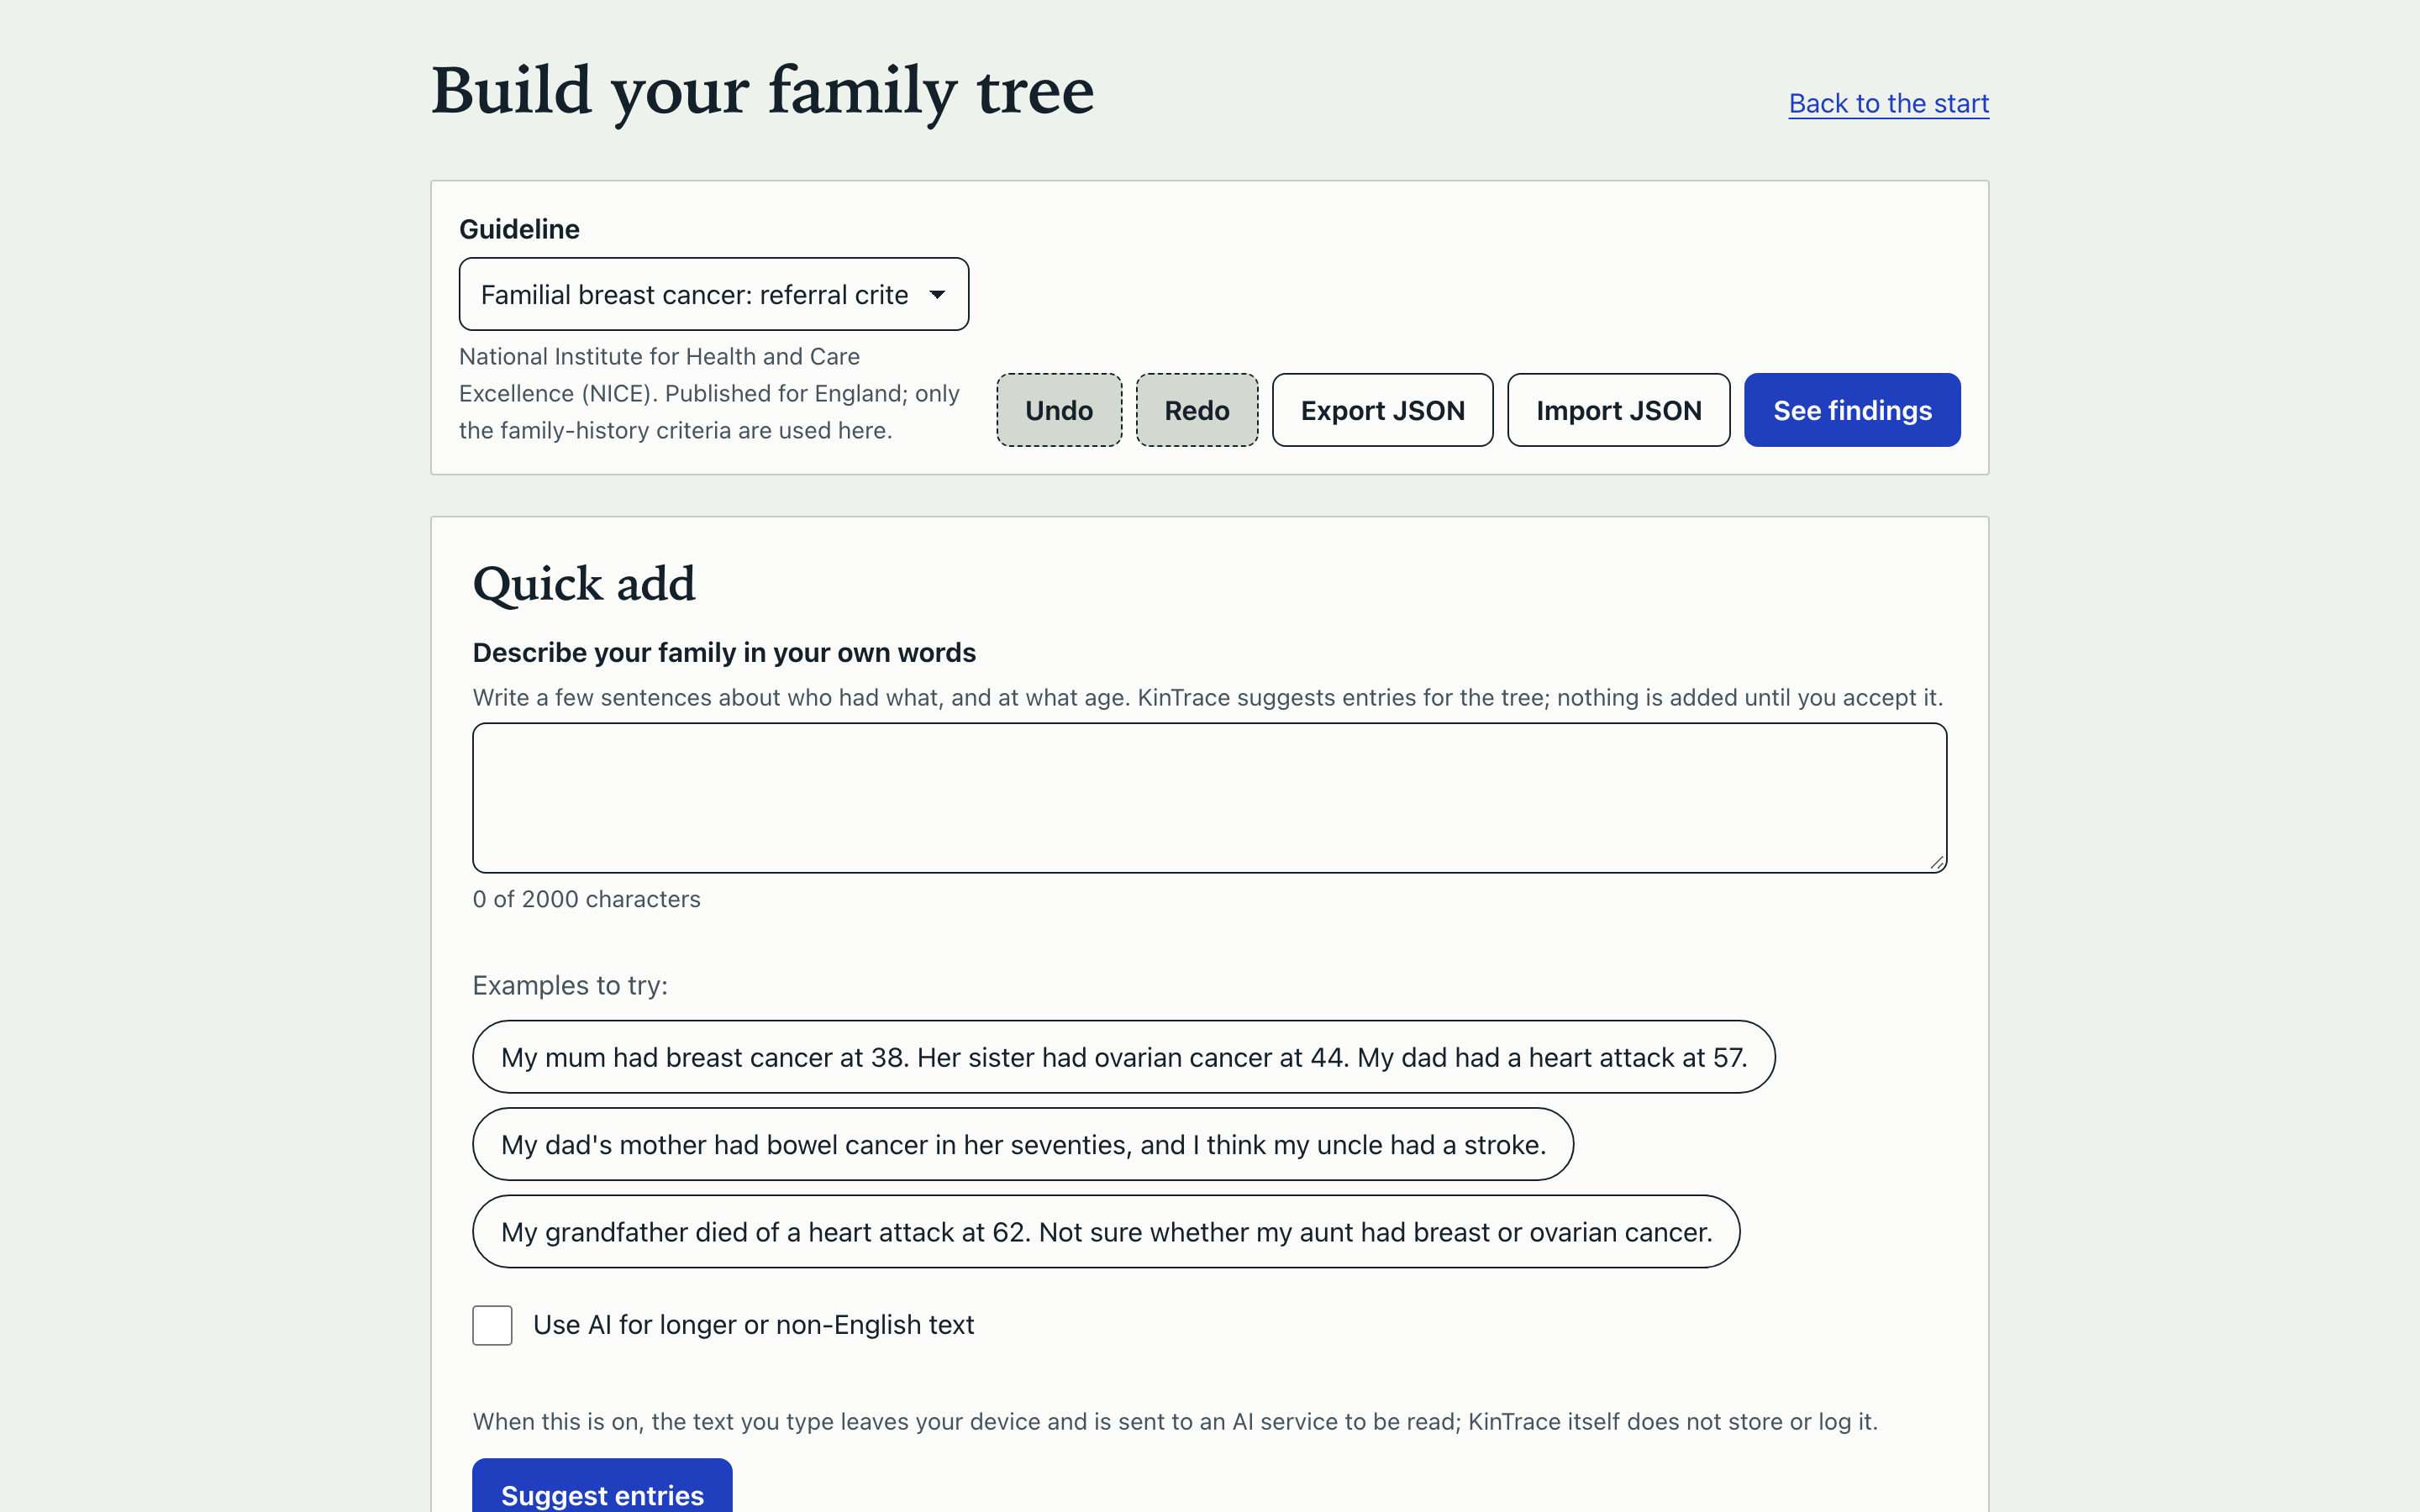 Build your family tree
Back to the start
Guideline
Familial breast cancer: referral crite
National Institute for Health and Care
Excellence (NICE). Published for England; only
the family-history criteria are used here.
Undo
Redo
Export JSON
Import JSON
See findings
Quick add
Describe your family in your own words
Write a few sentences about who had what, and at what age. KinTrace suggests entries for the tree; nothing is added until you accept it.
0 of 2000 characters
Examples to try:
My mum had breast cancer at 38. Her sister had ovarian cancer at 44. My dad had a heart attack at 57.
My dad's mother had bowel cancer in her seventies, and I think my uncle had a stroke.
My grandfather died of a heart attack at 62. Not sure whether my aunt had breast or ovarian cancer.
Use AI for longer or non-English text
When this is on, the text you type leaves your device and is sent to an AI service to be read; KinTrace itself does not store or log it.
Suggest entries